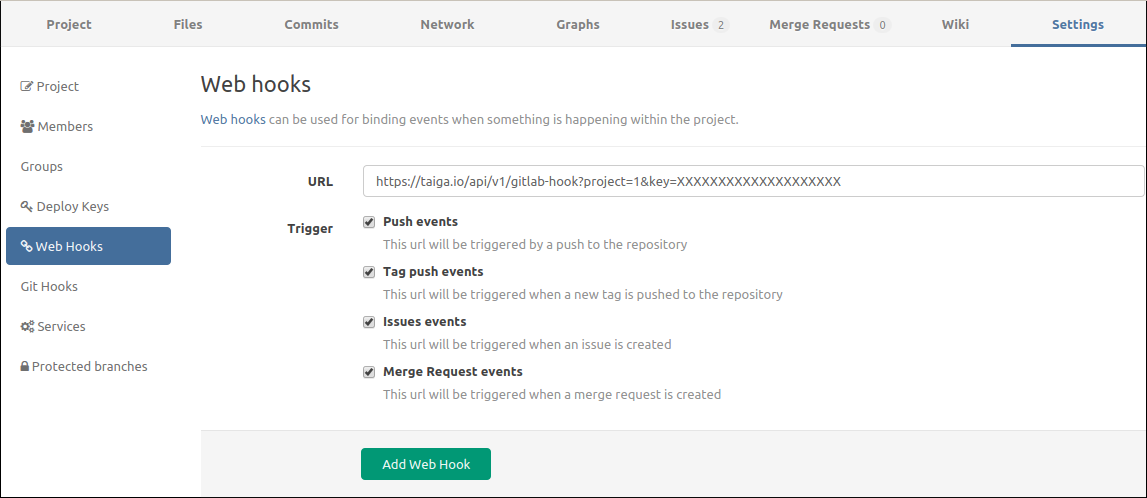 Project Files Commits Network Graphs Issues 2 Merge Requests 0 Wiki Settings
Project
Members
Groups
Deploy Keys
Web Hooks
Git Hooks
Services
Protected branches
Web hooks
Web hooks can be used for binding events when something is happening within the project.
URL https://taiga.io/api/v1/gitlab-hook?project=1&key=XXXXXXXXXXXXXXXXXXXX
Trigger Push events
This url will be triggered by a push to the repository
Tag push events
This url will be triggered when a new tag is pushed to the repository
Issues events
This url will be triggered when an issue is created
Merge Request events
This url will be triggered when a merge request is created
Add Web Hook